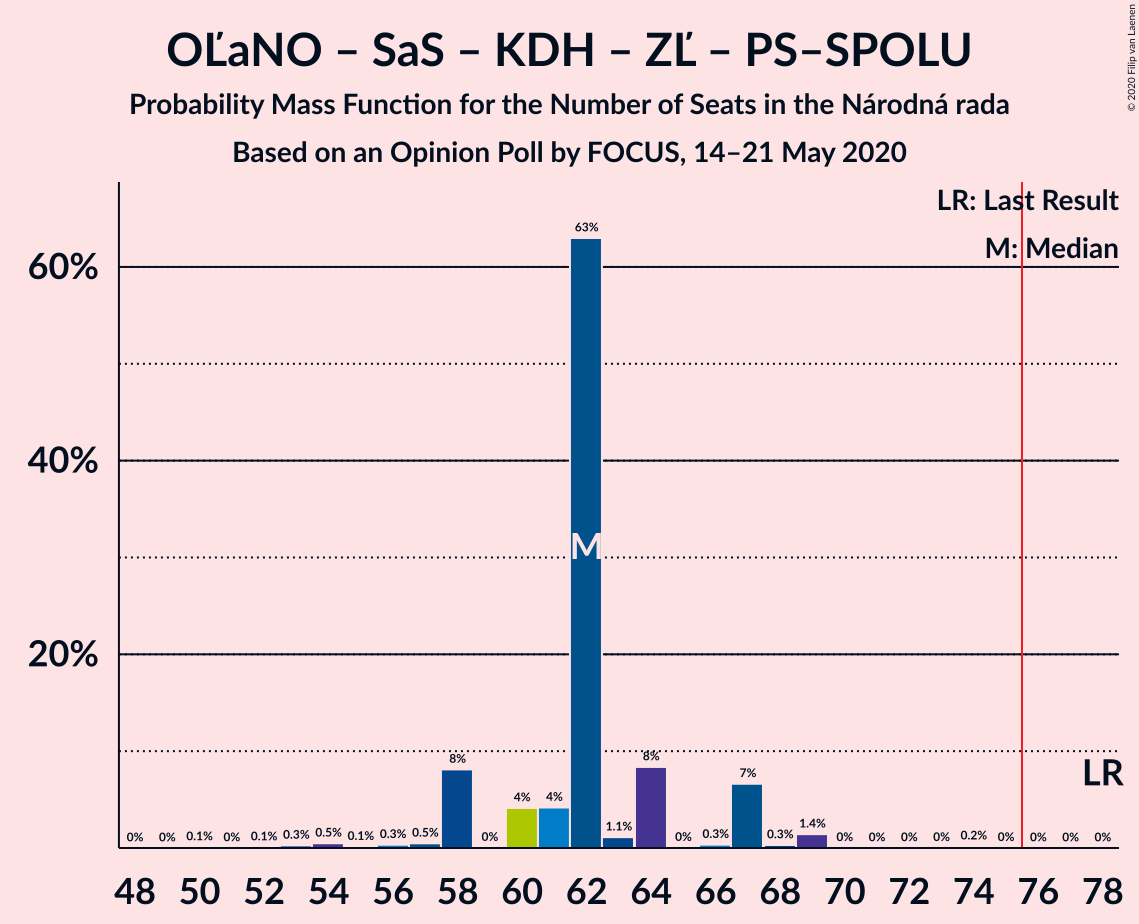 OĽaNO – SaS – KDH – ZĽ – PS–SPOLU
Probability Mass Function for the Number of Seats in the Národná rada
Based on an Opinion Poll by FOCUS, 14–21 May 2020
© 2020 Filip van Laenen
LR: Last Result
M: Median
60%
40%
20%
63%
M
8%
8%
7%
LR
4%
4%
0% 0% 0.1% 0% 0.1% 0.3% 0.5% 0.1% 0.3% 0.5% 0% 1.1% 0% 0.3% 0.3% 1.4% 0% 0% 0% 0% 0.2% 0% 0% 0% 0%
48 50 52 54 56 58 60 62 64 66 68 70 72 74 76 78